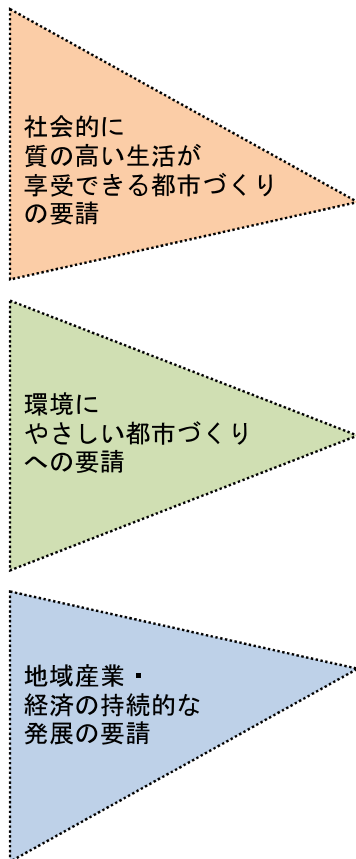 社会的に
質の高い生活が
享受できる都市づくり
の要請
環境に
やさしい都市づくり
への要請
地域産業・
経済の持続的な
発展の要請